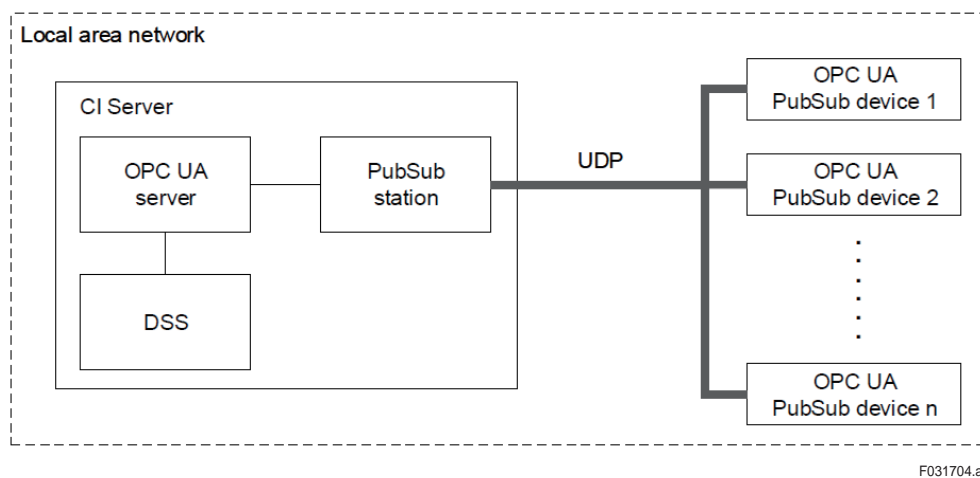 Local area network
CI Server
OPC UA
server
PubSub
station
DSS
UDP
OPC UA
PubSub device 1
OPC UA
PubSub device 2
OPC UA
PubSub device n
F031704.a